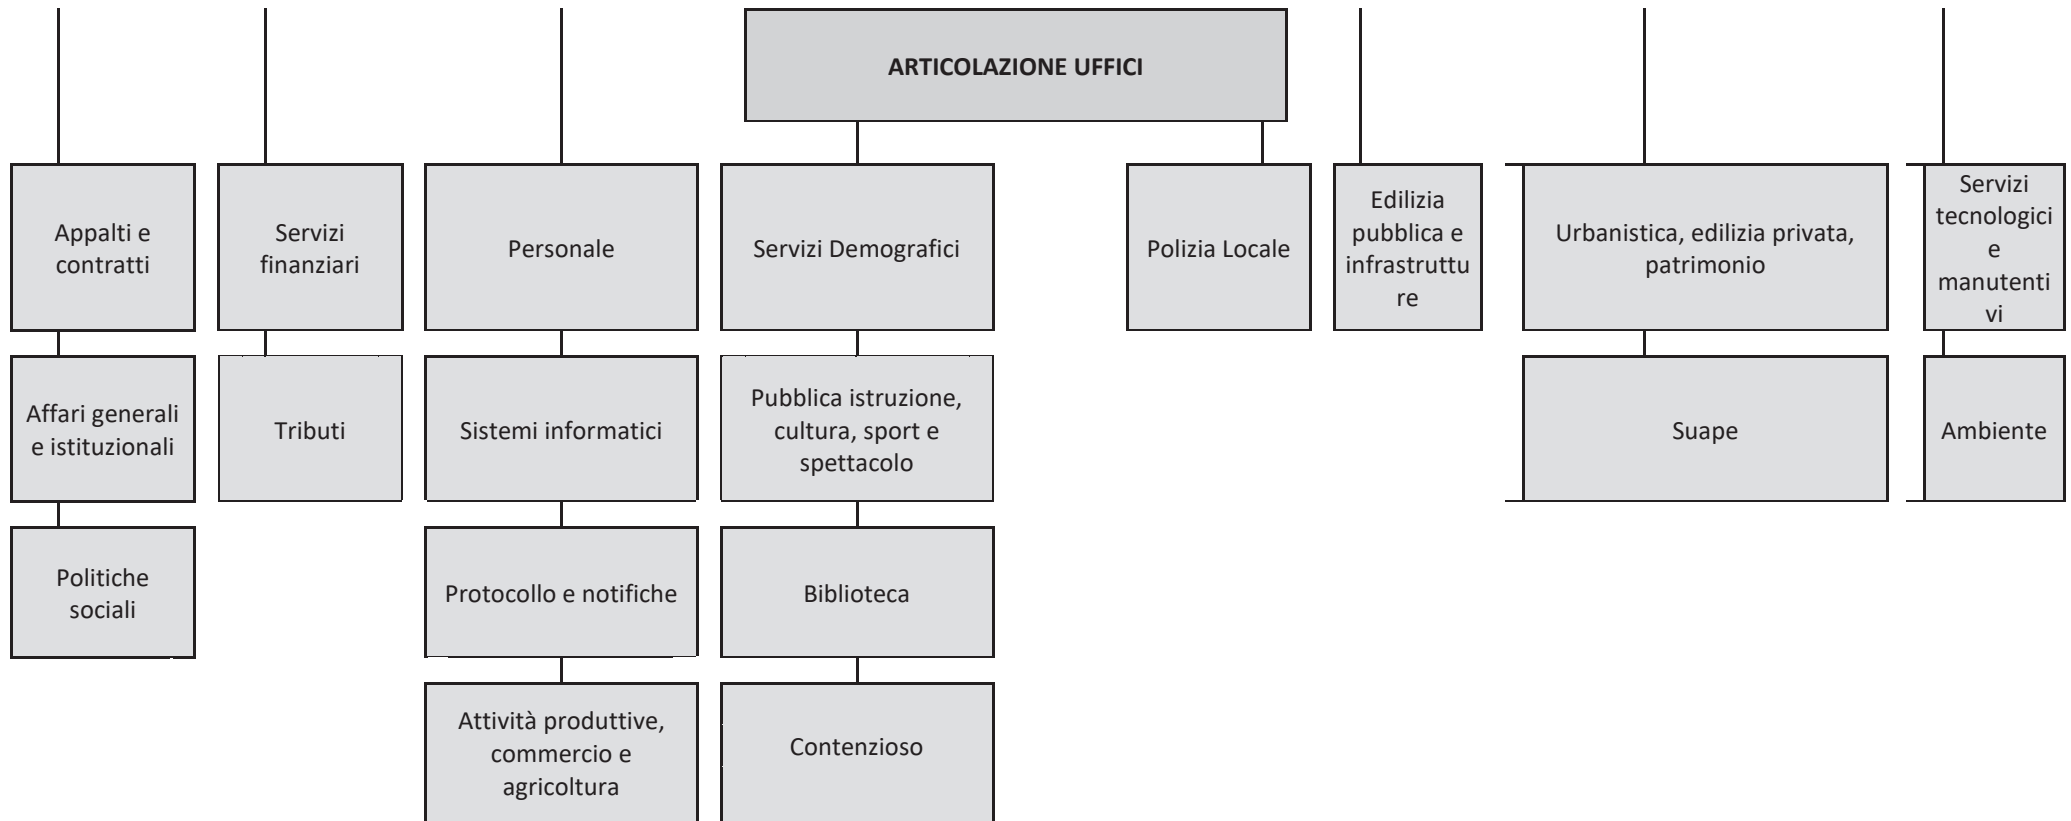 ARTICOLAZIONE UFFICI
Appalti e
contratti
Servizi
finanziari
Personale
Servizi Demografici
Polizia Locale
Edilizia
pubblica e
infrastruttu
re
Urbanistica, edilizia privata,
patrimonio
Servizi
tecnologici
e
manutenti
vi
Affari generali
e istituzionali
Tributi
Sistemi informatici
Pubblica istruzione,
cultura, sport e
spettacolo
Suape
Ambiente
Politiche
sociali
Protocollo e notifiche
Biblioteca
Attività produttive,
commercio e
agricoltura
Contenzioso